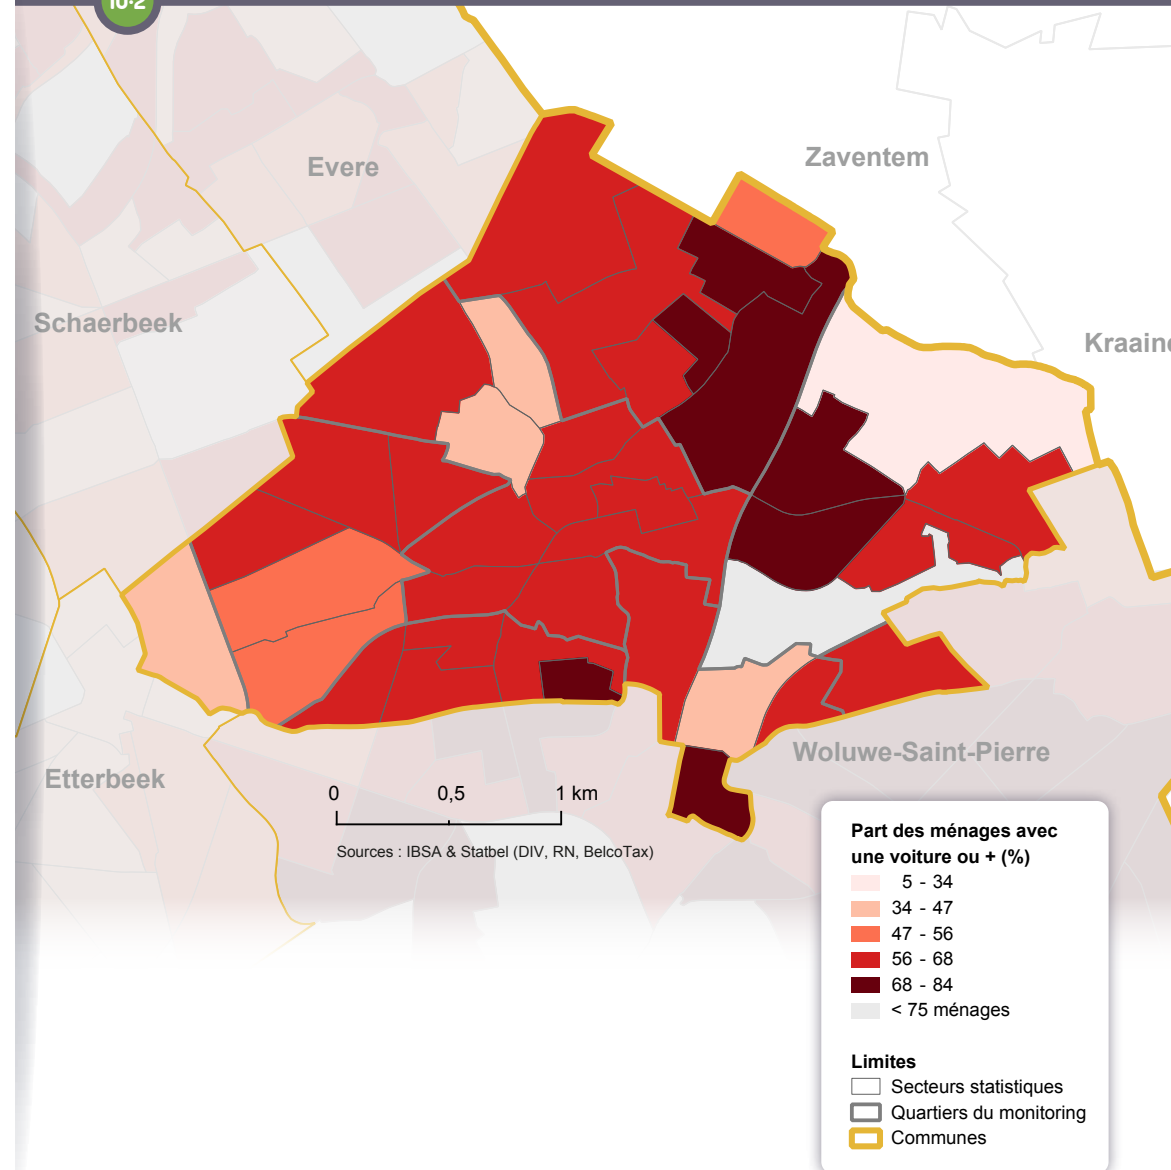 10·2
Evere
Zaventem
Schaerbeek
Etterbeek
Woluwe-Saint-Pierre
0 0,5 1 km
Sources : IBSA & Statbel (DIV, RN, BelcoTax)
Part des ménages avec
une voiture ou + (%)
5 - 34
34 - 47
47 - 56
56 - 68
68 - 84
< 75 ménages
Limites
Secteurs statistiques
Quartiers du monitoring
Communes